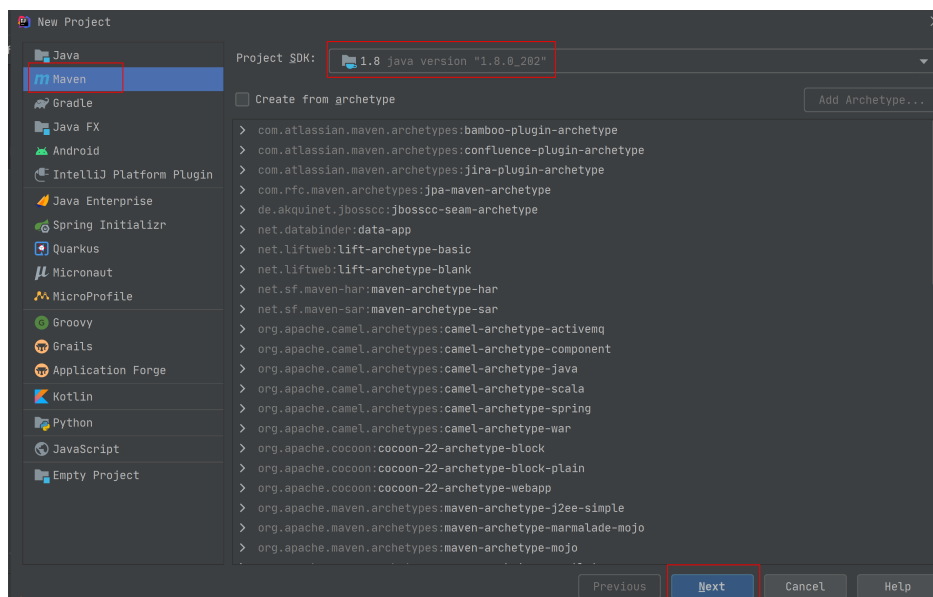 New Project
Java
Maven
Gradle
Java FX
Android
IntelliJ Platform Plugin
Java Enterprise
Spring Initializr
Quarkus
Micronaut
MicroProfile
Groovy
Grails
Application Forge
Kotlin
Python
JavaScript
Empty Project
Project SDK: 1.8 java version "1.8.0_202"
Create from archetype
Add Archetype...
com.atlassian.maven.archetypes:bamboo-plugin-archetype
com.atlassian.maven.archetypes:confluence-plugin-archetype
com.atlassian.maven.archetypes:jira-plugin-archetype
com.rfc.maven.archetypes:jpa-maven-archetype
de.akquinet.jbosscc:jbosscc-seam-archetype
net.databinder:data-app
net.liftweb:lift-archetype-basic
net.liftweb:lift-archetype-blank
net.sf.maven-har:maven-archetype-har
net.sf.maven-sar:maven-archetype-sar
org.apache.camel.archetypes:camel-archetype-activemq
org.apache.camel.archetypes:camel-archetype-component
org.apache.camel.archetypes:camel-archetype-java
org.apache.camel.archetypes:camel-archetype-scala
org.apache.camel.archetypes:camel-archetype-spring
org.apache.camel.archetypes:camel-archetype-war
org.apache.cocoon:cocoon-22-archetype-block
org.apache.cocoon:cocoon-22-archetype-block-plain
org.apache.cocoon:cocoon-22-archetype-webapp
org.apache.maven.archetypes:maven-archetype-j2ee-simple
org.apache.maven.archetypes:maven-archetype-marmalade-mojo
org.apache.maven.archetypes:maven-archetype-mojo
Previous
Next
Cancel
Help